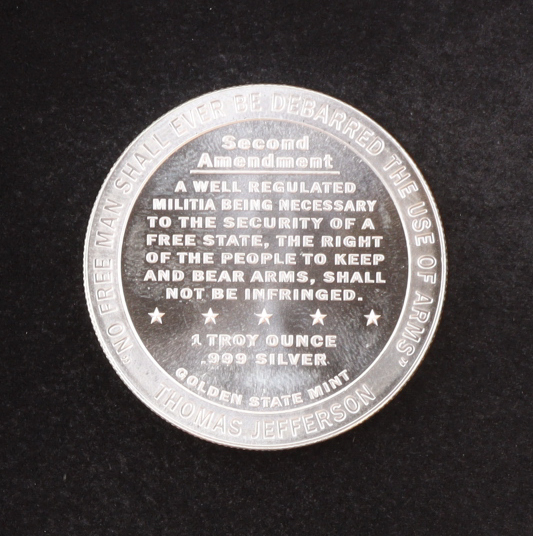 "NO FREE MAN SHALL EVER BE DEBARRED THE USE OF ARMS"
Second
Amendment
A WELL REGULATED
MILITIA BEING NECESSARY
TO THE SECURITY OF A
FREE STATE, THE RIGHT
OF THE PEOPLE TO KEEP
AND BEAR ARMS, SHALL
NOT BE INFRINGED.
1 TROY OUNCE
.999 SILVER
GOLDEN STATE MINT
THOMAS JEFFERSON